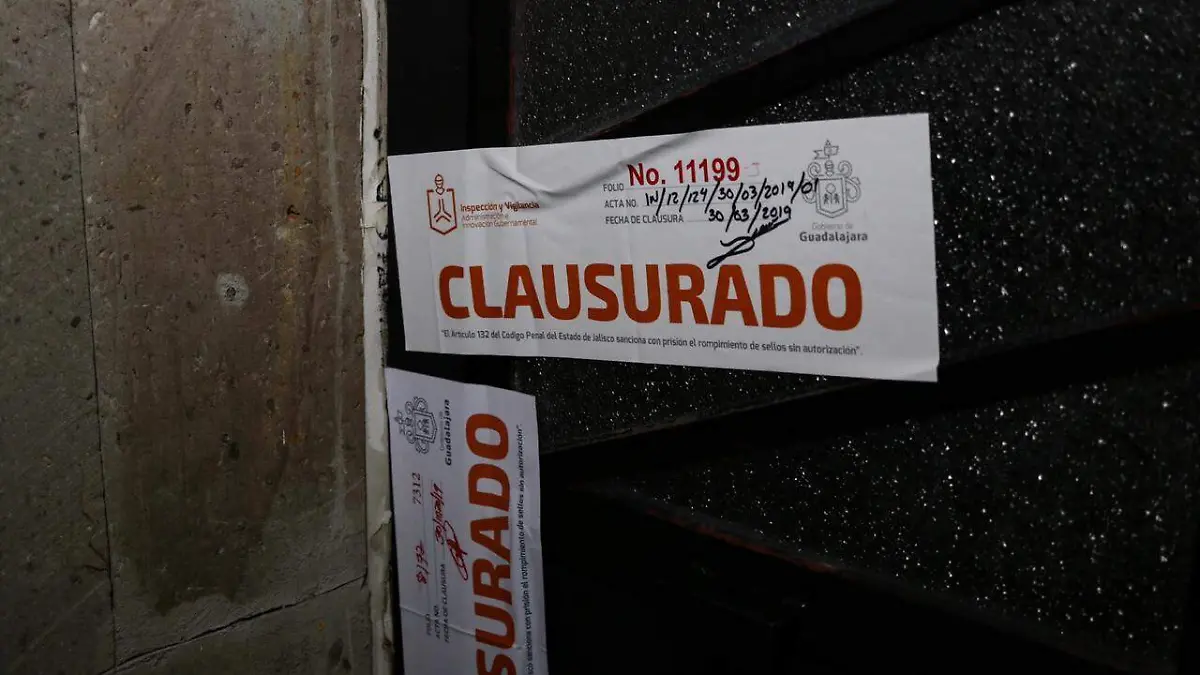 Inspección y Vigilancia
Administración e
Innovación Gubernamental
FOLIO No. 11199
ACTA NO. IN/12/124/30/03/2019/01
FECHA DE CLAUSURA 30/03/2019
Gobierno de
Guadalajara
CLAUSURADO
"El Artículo 132 del Código Penal del Estado de Jalisco sanciona con prisión el rompimiento de sellos sin autorización".
Guadalajara
FOLIO 7312
ACTA NO.
FECHA DE CLAUSURA
SURADO
sco sanciona con prisión el rompimiento de sellos sin autorización".